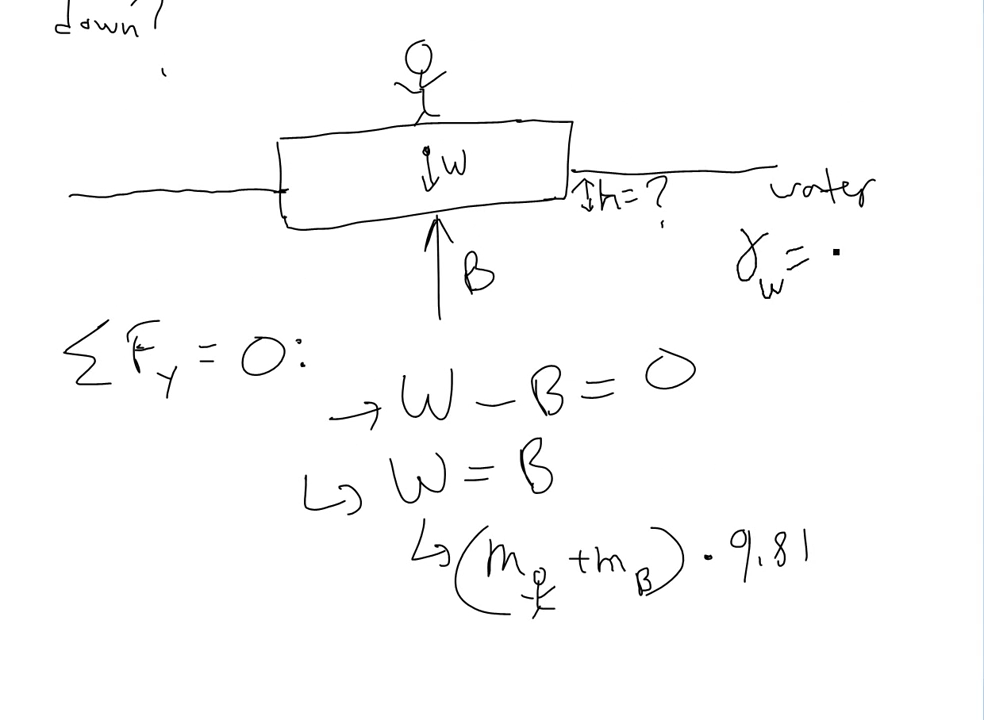 down?
W
h=?
water
B
γw = .
ΣFy = 0:
→ W − B = 0
↳ W = B
↳ (m + mB) · 9.81